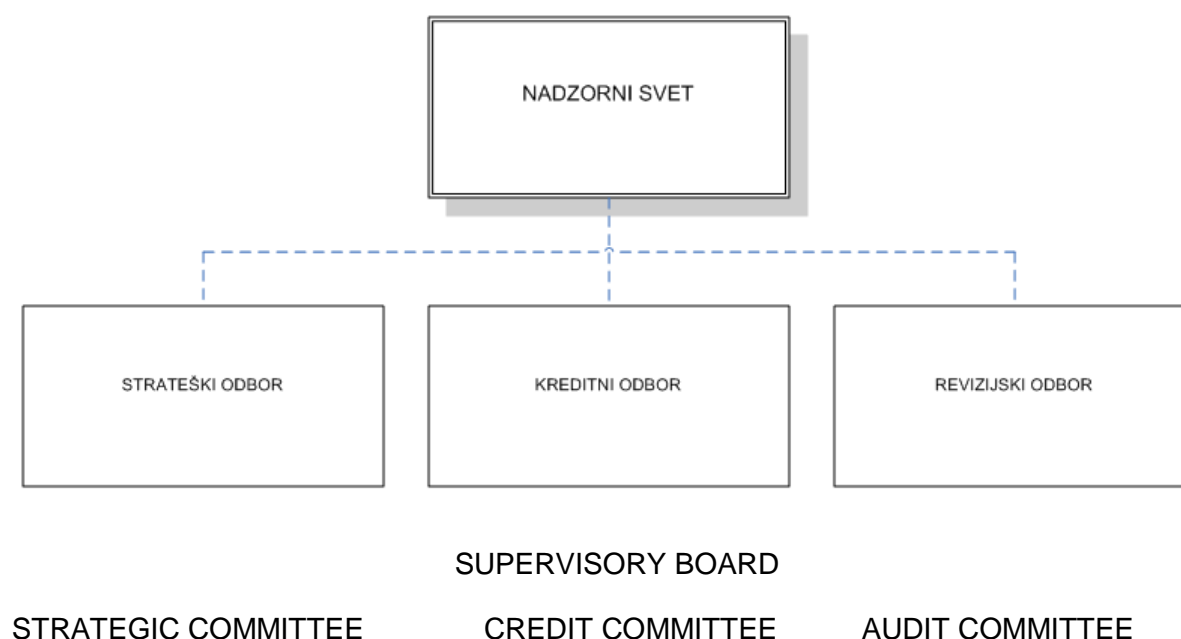 NADZORNI SVET
STRATEŠKI ODBOR
KREDITNI ODBOR
REVIZIJSKI ODBOR
SUPERVISORY BOARD
STRATEGIC COMMITTEE CREDIT COMMITTEE AUDIT COMMITTEE